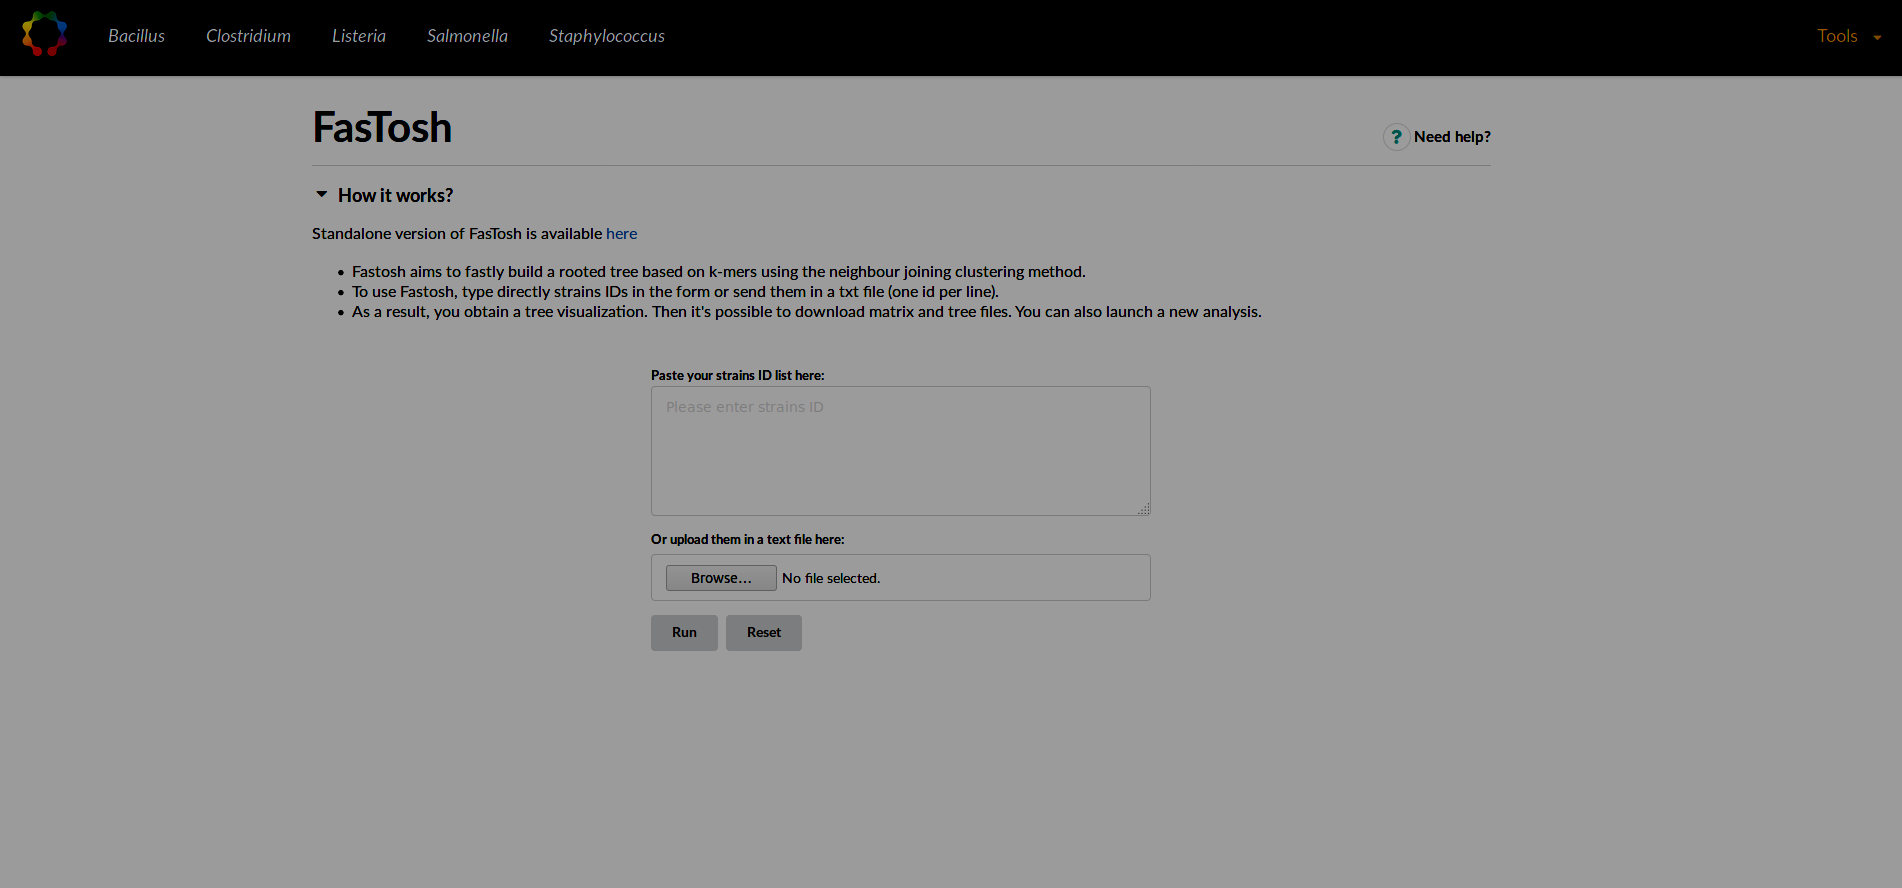 Bacillus Clostridium Listeria Salmonella Staphylococcus Tools
FasTosh
? Need help?
How it works?
Standalone version of FasTosh is available here
• Fastosh aims to fastly build a rooted tree based on k-mers using the neighbour joining clustering method.
• To use Fastosh, type directly strains IDs in the form or send them in a txt file (one id per line).
• As a result, you obtain a tree visualization. Then it's possible to download matrix and tree files. You can also launch a new analysis.
Paste your strains ID list here:
Please enter strains ID
Or upload them in a text file here:
Browse... No file selected.
Run Reset